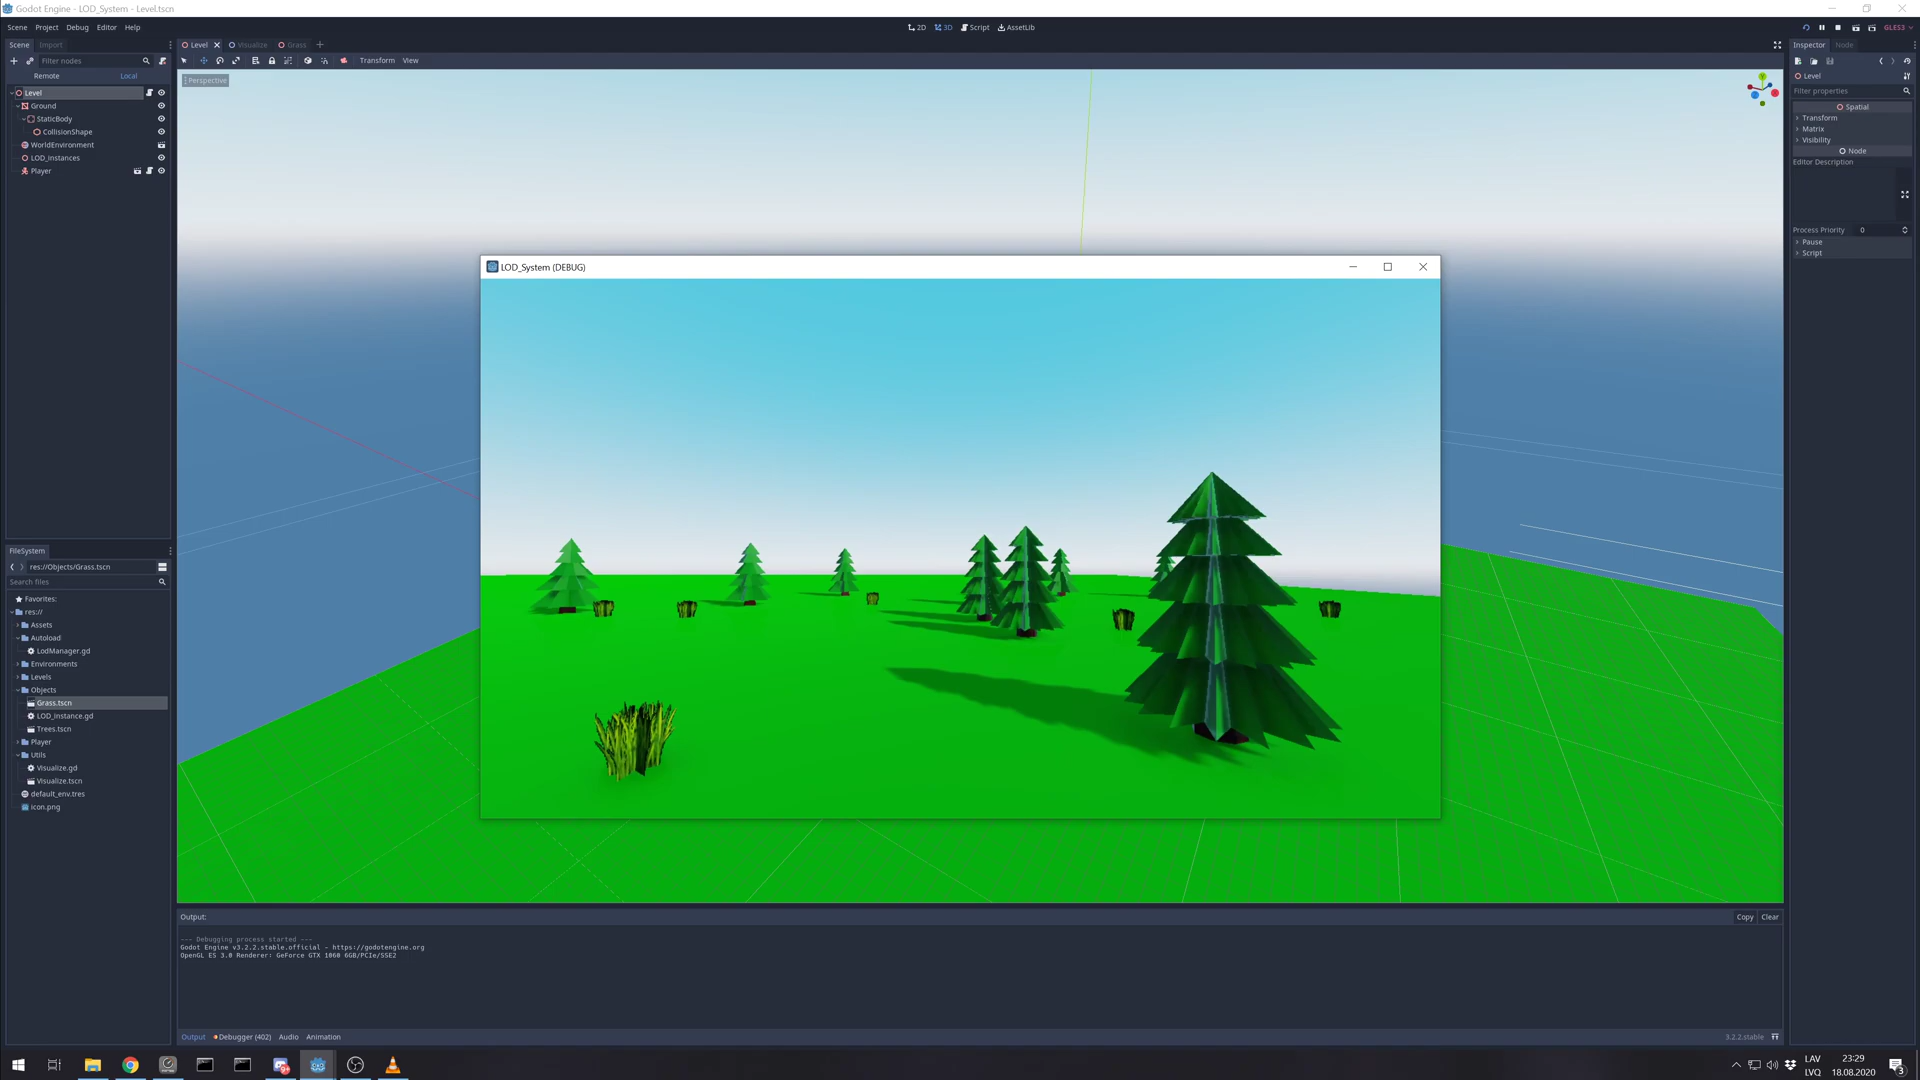 Godot Engine - LOD_System - Level.tscn
Scene Project Debug Editor Help
2D 3D Script AssetLib
GLES3
Scene Import
Level Visualize Grass
Inspector Node
Filter nodes
Transform View
Remote Local
Perspective
Level
Ground
StaticBody
CollisionShape
WorldEnvironment
LOD_Instances
Player
Level
Filter properties
Spatial
Transform
Matrix
Visibility
Node
Editor Description
Process Priority 0
Pause
Script
LOD_System (DEBUG)
FileSystem
res://Objects/Grass.tscn
Search files
Favorites:
res://
Assets
Autoload
LodManager.gd
Environments
Levels
Objects
Grass.tscn
LOD_Instance.gd
Trees.tscn
Player
Utils
Visualize.gd
Visualize.tscn
default_env.tres
icon.png
Output:
Copy Clear
--- Debugging process started ---
Godot Engine v3.2.2.stable.official - https://godotengine.org
OpenGL ES 3.0 Renderer: GeForce GTX 1060 6GB/PCIe/SSE2
Output Debugger (402) Audio Animation
3.2.2.stable
9+
LAV
LVQ
23:29
18.08.2020
3